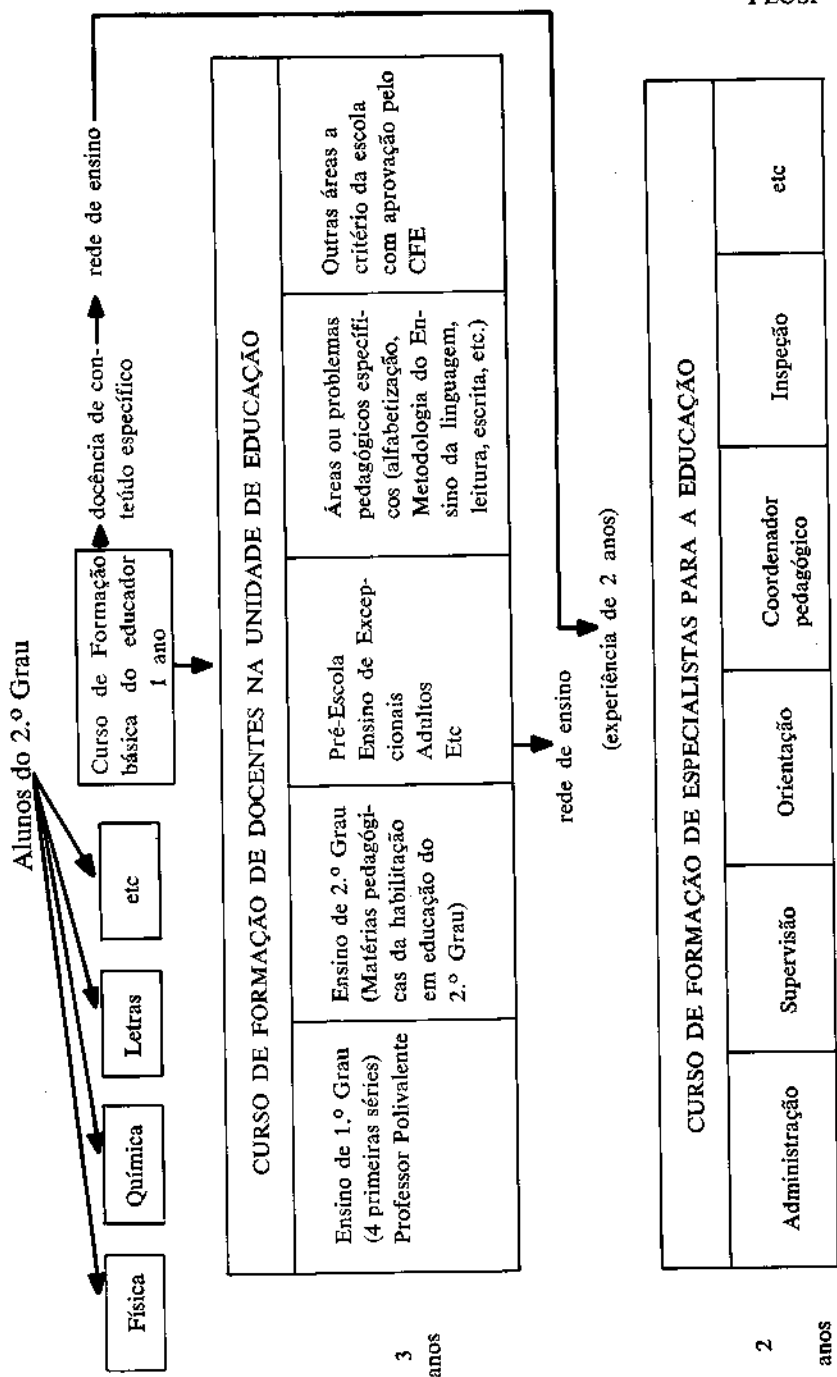 Alunos do 2.º Grau
Física
Química
Letras
etc
Curso de Formação
básica do educador
1 ano
docência de con-
teúdo específico
rede de ensino
3
anos
CURSO DE FORMAÇÃO DE DOCENTES NA UNIDADE DE EDUCAÇÃO
Ensino de 1.º Grau
(4 primeiras séries)
Professor Polivalente
Ensino de 2.º Grau
(Matérias pedagógi-
cas da habilitação
em educação do
2.º Grau)
Pré-Escola
Ensino de Excep-
cionais
Adultos
Etc
Áreas ou problemas
pedagógicos específi-
cos (alfabetização,
Metodologia do En-
sino da linguagem,
leitura, escrita, etc.)
Outras áreas a
critério da escola
com aprovação pelo
CFE
rede de ensino
(experiência de 2 anos)
2
anos
CURSO DE FORMAÇÃO DE ESPECIALISTAS PARA A EDUCAÇÃO
Administração
Supervisão
Orientação
Coordenador
pedagógico
Inspeção
etc